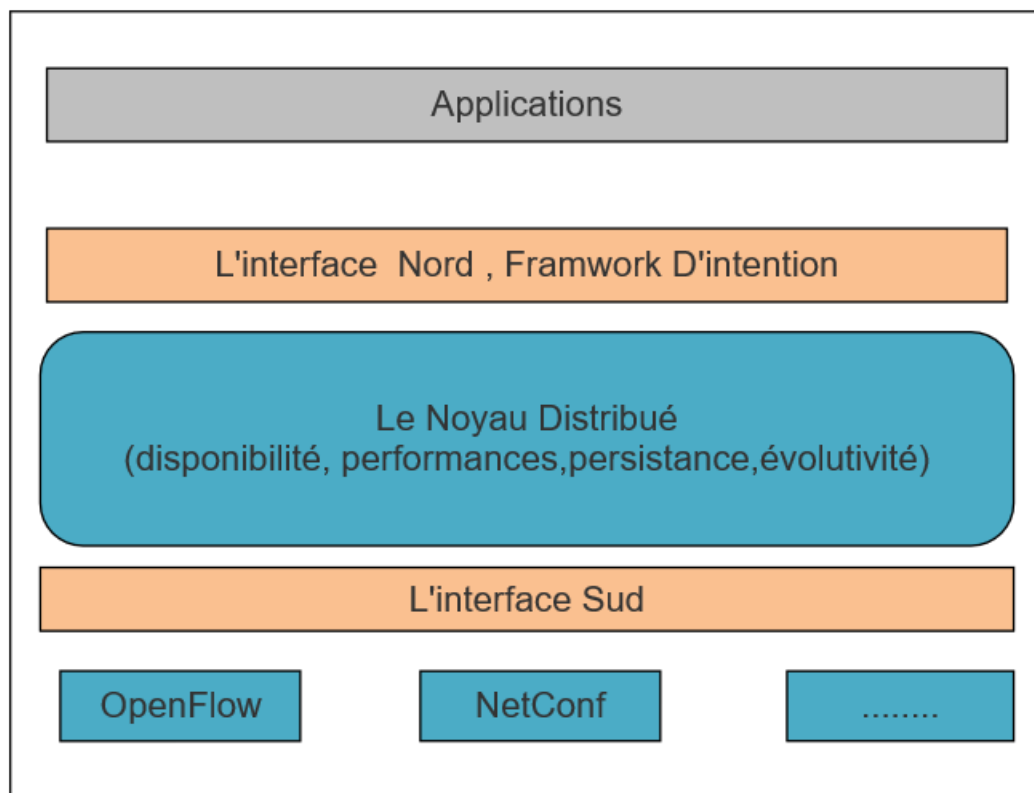 Applications
L'interface Nord , Framwork D'intention
Le Noyau Distribué
(disponibilité, performances,persistance,évolutivité)
L'interface Sud
OpenFlow
NetConf
........